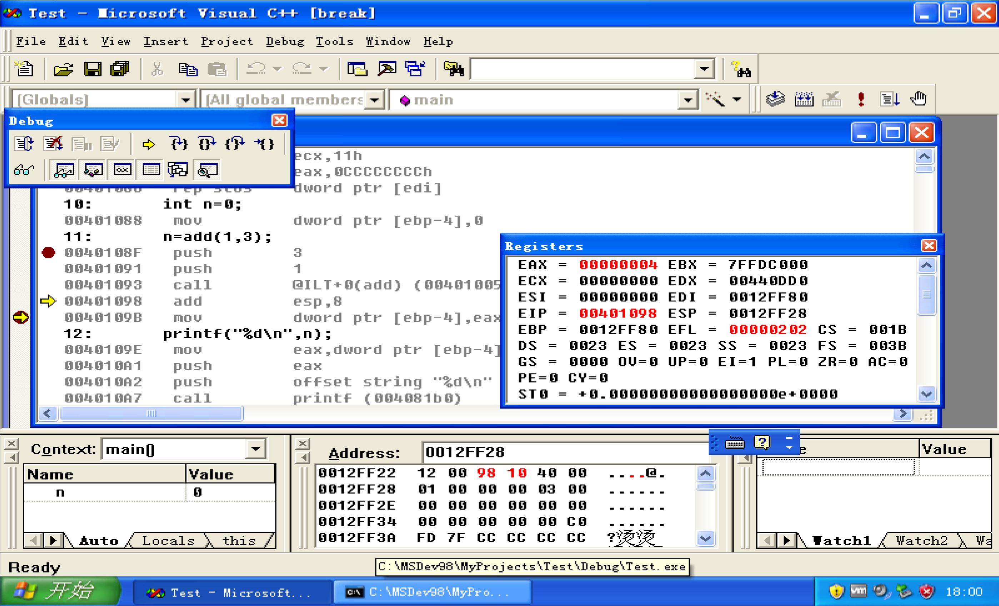 Test - Microsoft Visual C++ [break]
File Edit View Insert Project Debug Tools Window Help
(Globals) (All global members main
Debug
ecx,11h
eax,0CCCCCCCCh
rep stos dword ptr [edi]
10: int n=0;
00401088 mov dword ptr [ebp-4],0
11: n=add(1,3);
0040108F push 3
00401091 push 1
00401093 call @ILT+0(add) (00401005
00401098 add esp,8
0040109B mov dword ptr [ebp-4],eax
12: printf("%d\n",n);
0040109E mov eax,dword ptr [ebp-4]
004010A1 push eax
004010A2 push offset string "%d\n"
004010A7 call printf (004081b0)
Registers
EAX = 00000004 EBX = 7FFDC000
ECX = 00000000 EDX = 00440DD0
ESI = 00000000 EDI = 0012FF80
EIP = 00401098 ESP = 0012FF28
EBP = 0012FF80 EFL = 00000202 CS = 001B
DS = 0023 ES = 0023 SS = 0023 FS = 003B
GS = 0000 OV=0 UP=0 EI=1 PL=0 ZR=0 AC=0
PE=0 CY=0
ST0 = +0.00000000000000000e+0000
Context: main()
Name Value
n 0
Auto Locals this
Address: 0012FF28
0012FF22 12 00 98 10 40 00 ....@.
0012FF28 01 00 00 00 03 00 ......
0012FF2E 00 00 00 00 00 00 ......
0012FF34 00 00 00 00 00 C0 ......
0012FF3A FD 7F CC CC CC CC ?烫烫
Value
Watch1 Watch2
Ready
C:\MSDev98\MyProjects\Test\Debug\Test.exe
开始 Test - Microsoft... C:\MSDev98\MyPro... 18:00